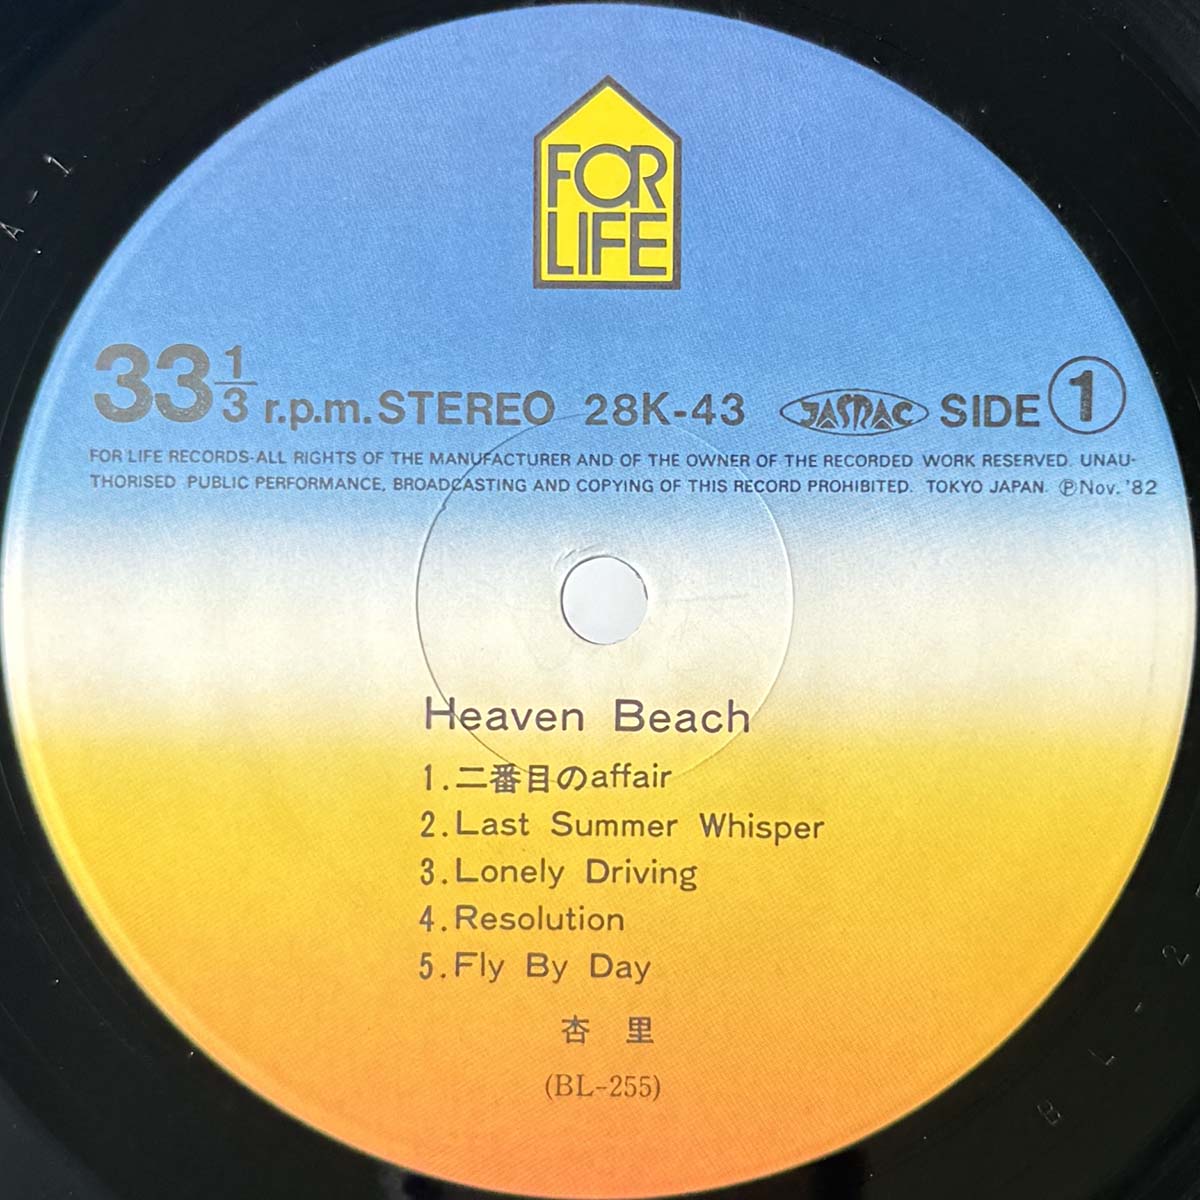 FOR
LIFE
33 1/3 r.p.m. STEREO 28K-43 JASRAC SIDE 1
FOR LIFE RECORDS-ALL RIGHTS OF THE MANUFACTURER AND OF THE OWNER OF THE RECORDED WORK RESERVED. UNAU-
THORISED PUBLIC PERFORMANCE, BROADCASTING AND COPYING OF THIS RECORD PROHIBITED. TOKYO JAPAN. ℗Nov. '82
Heaven Beach
1. 二番目のaffair
2. Last Summer Whisper
3. Lonely Driving
4. Resolution
5. Fly By Day
杏 里
(BL-255)
A-1